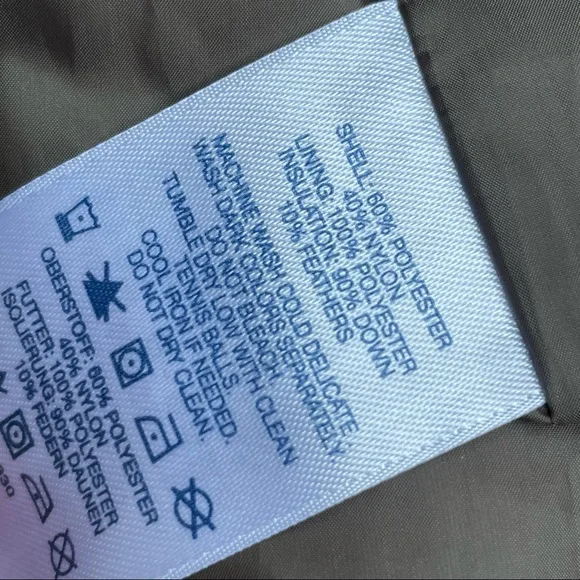 SHELL: 60% POLYESTER
40% NYLON
LINING: 100% POLYESTER
INSULATION: 90% DOWN
10% FEATHERS
MACHINE WASH COLD DELICATE.
WASH DARK COLORS SEPARATELY
DO NOT BLEACH.
TUMBLE DRY LOW WITH CLEAN
TENNIS BALLS.
COOL IRON IF NEEDED.
DO NOT DRY CLEAN.
OBERSTOFF: 60% POLYESTER
40% NYLON
FUTTER: 100% POLYESTER
ISOLIERUNG: 90% DAUNEN
10% FEDERN